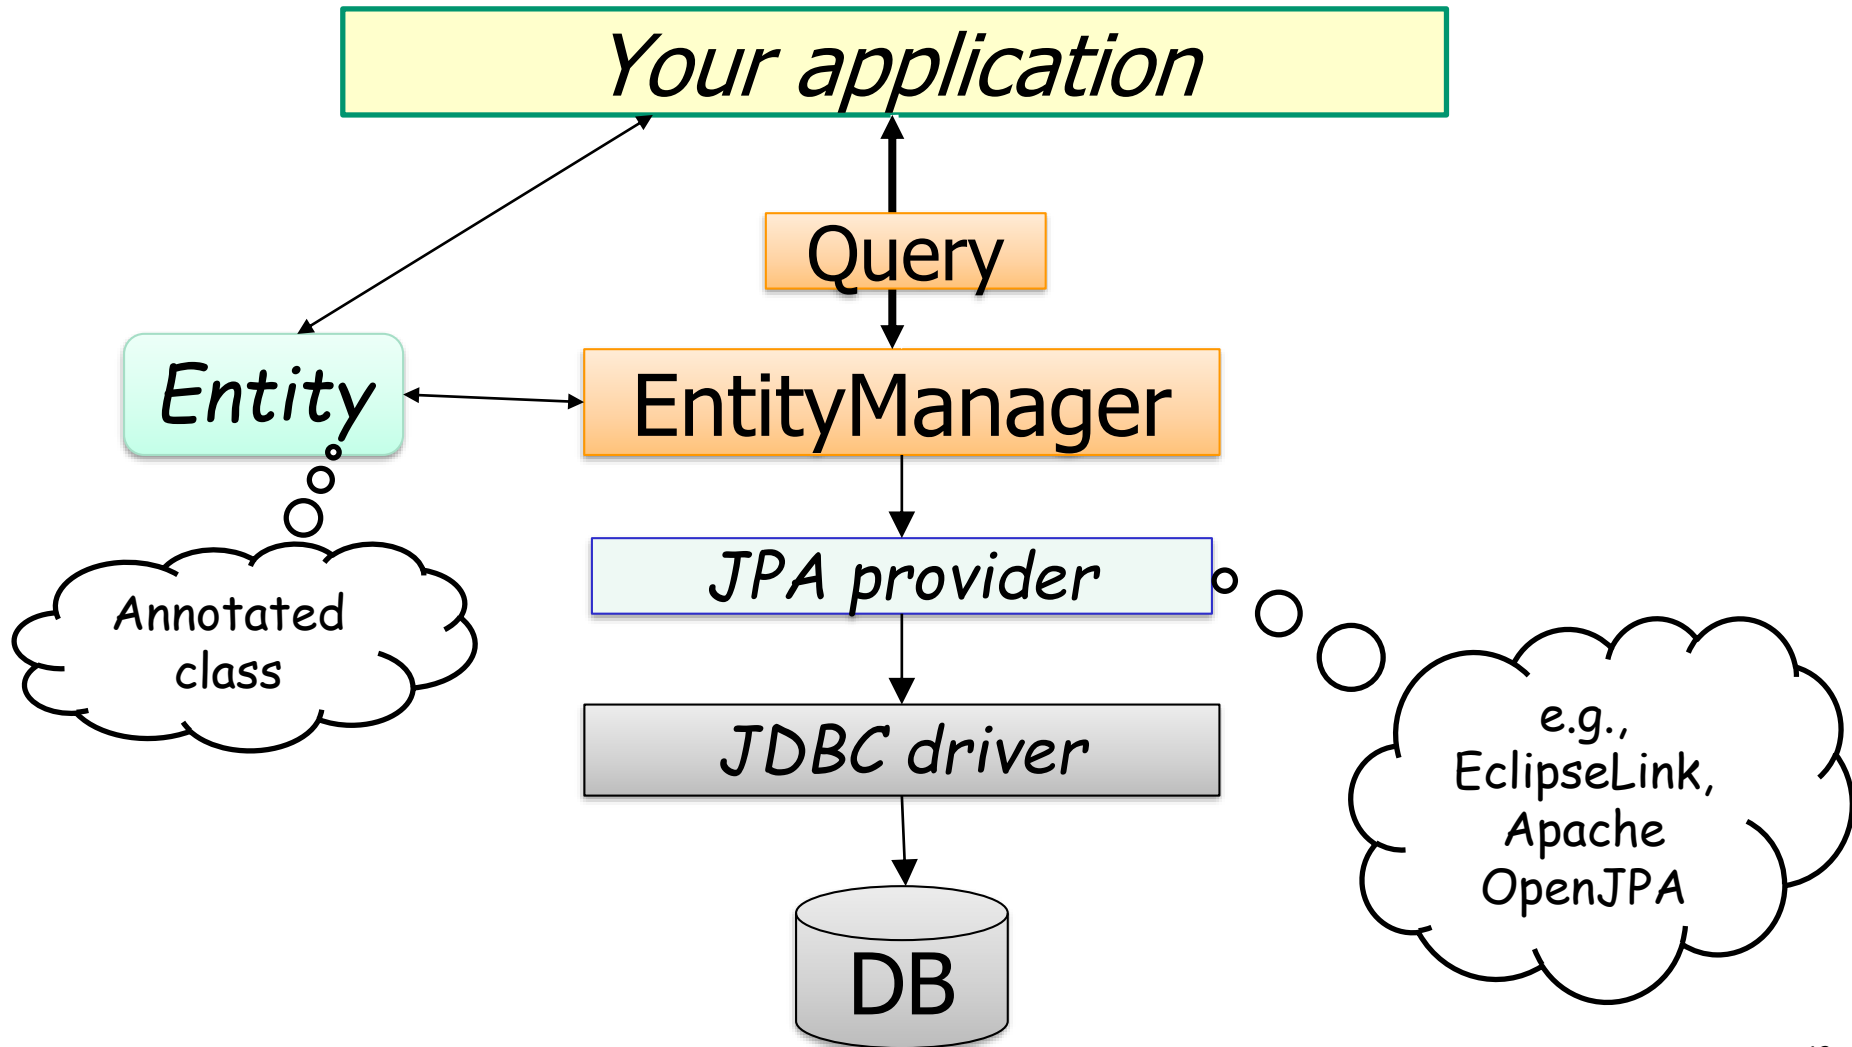 Your application
Query
Entity
EntityManager
JPA provider
Annotated
class
JDBC driver
e.g.,
EclipseLink,
Apache
OpenJPA
DB